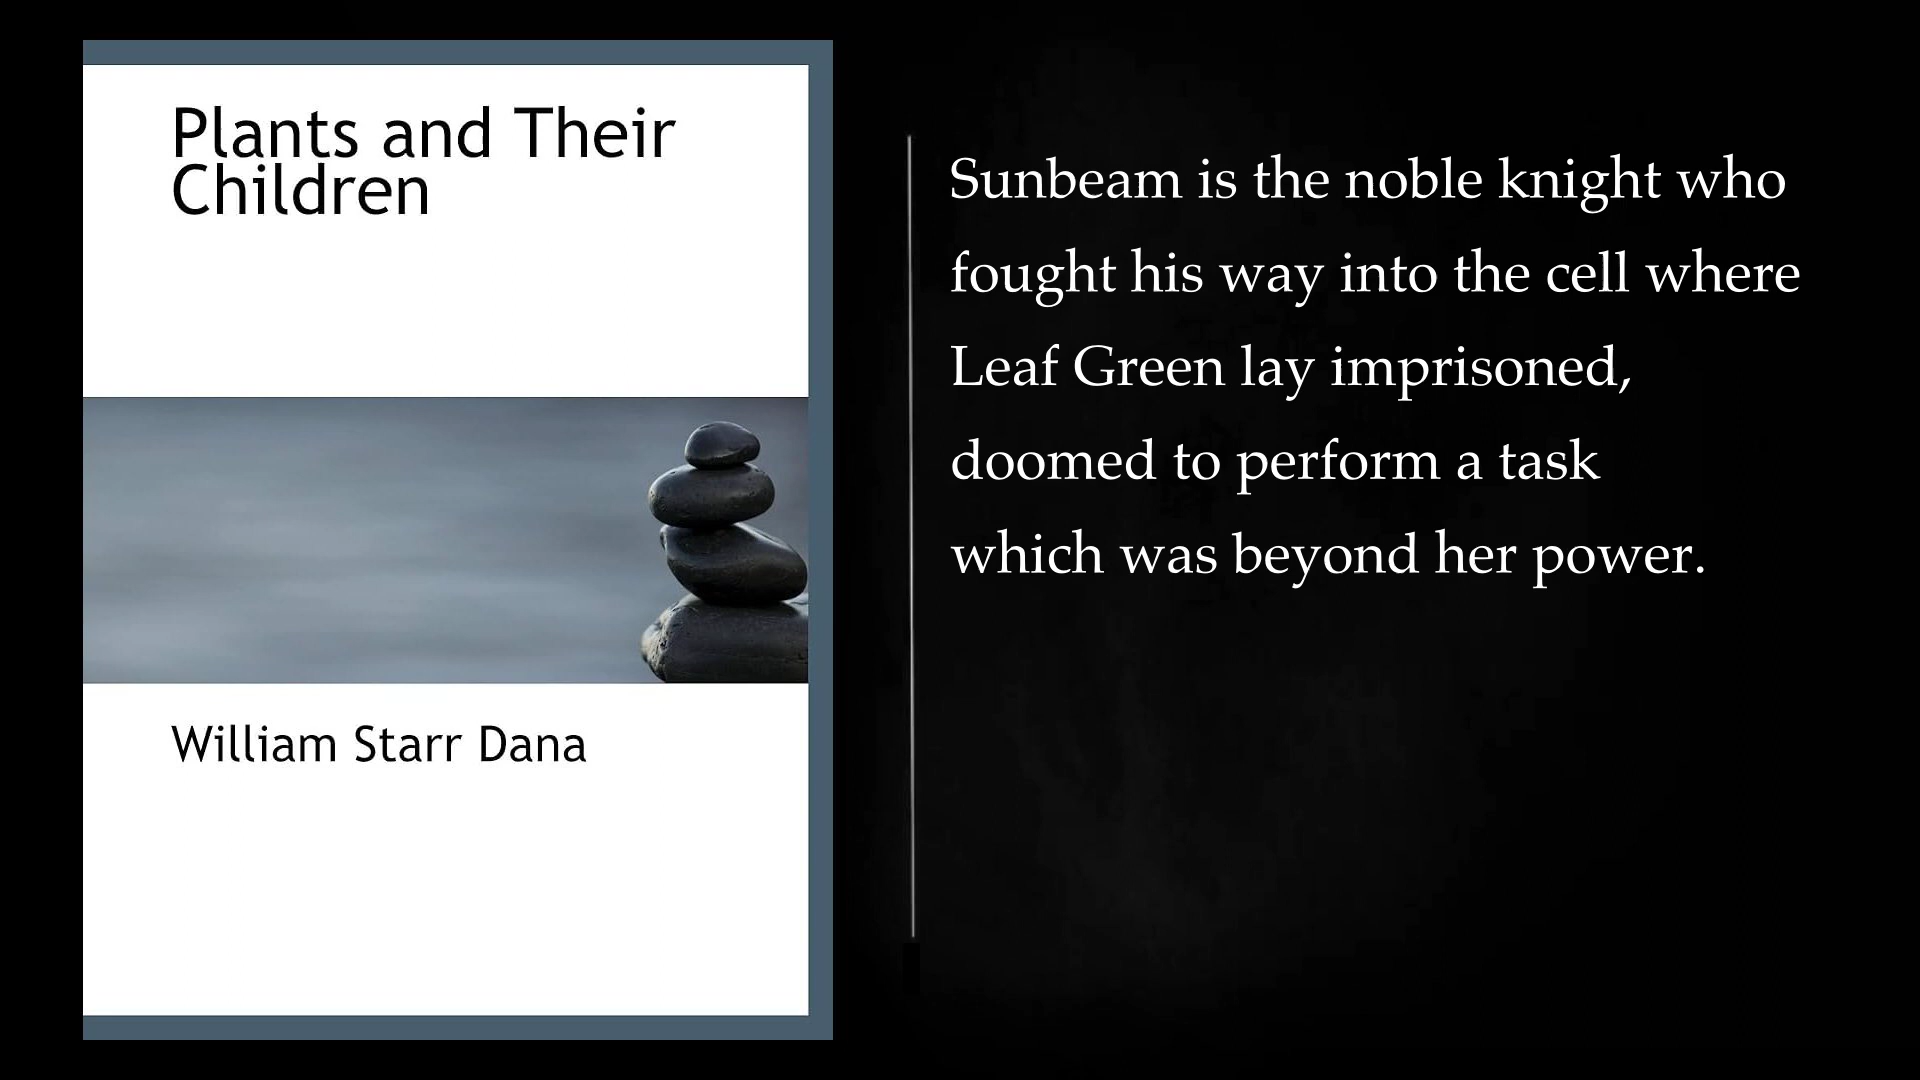 Plants and Their
Children
William Starr Dana
Sunbeam is the noble knight who
fought his way into the cell where
Leaf Green lay imprisoned,
doomed to perform a task
which was beyond her power.